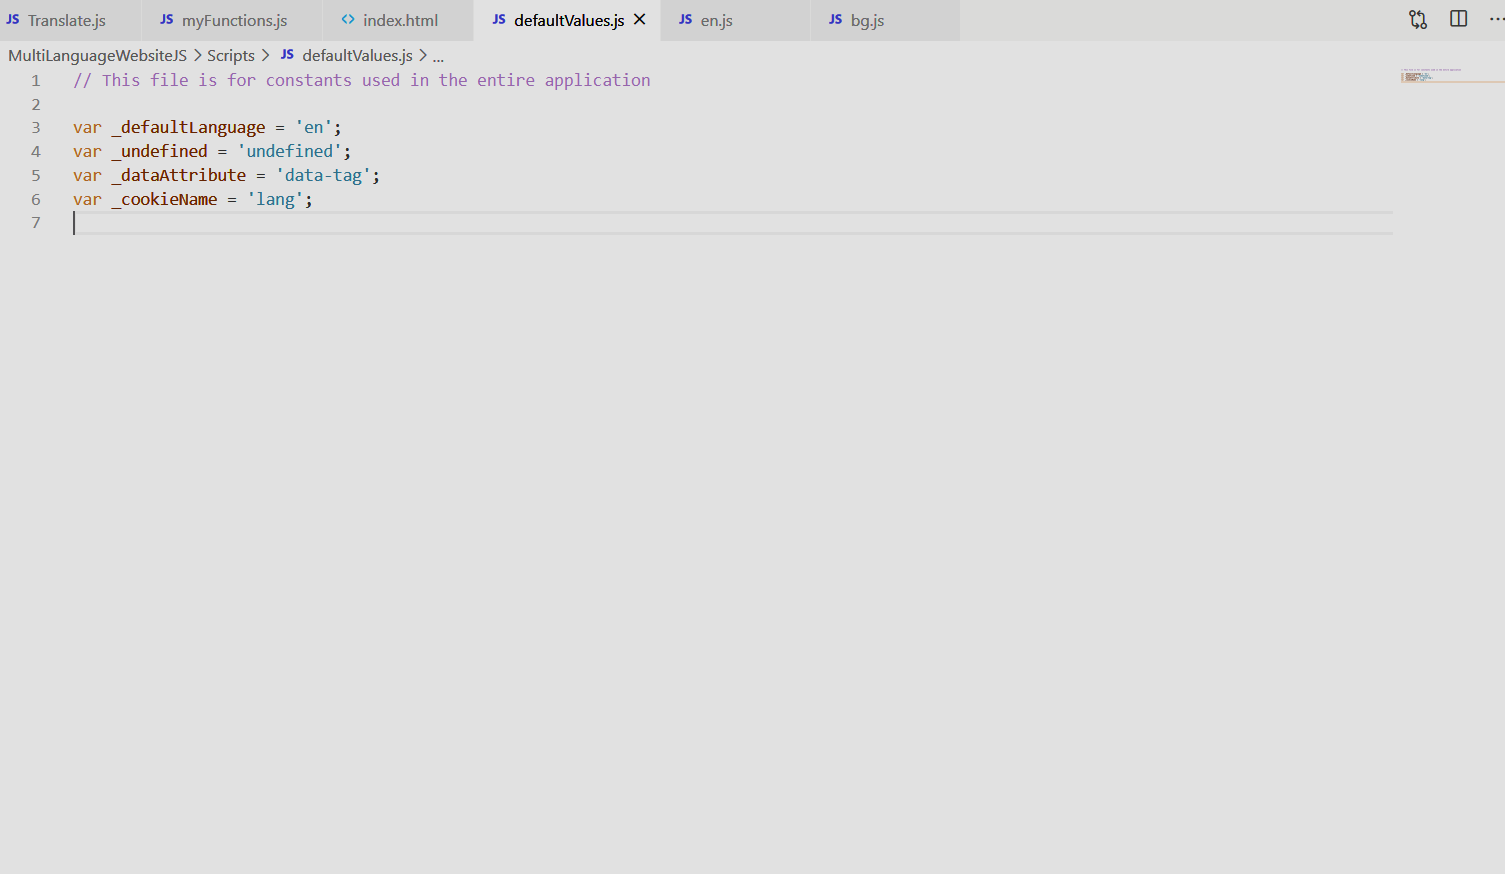 JS Translate.js JS myFunctions.js <> index.html JS defaultValues.js JS en.js JS bg.js
MultiLanguageWebsiteJS > Scripts > JS defaultValues.js > ...
1 // This file is for constants used in the entire application
2
3 var _defaultLanguage = 'en';
4 var _undefined = 'undefined';
5 var _dataAttribute = 'data-tag';
6 var _cookieName = 'lang';
7